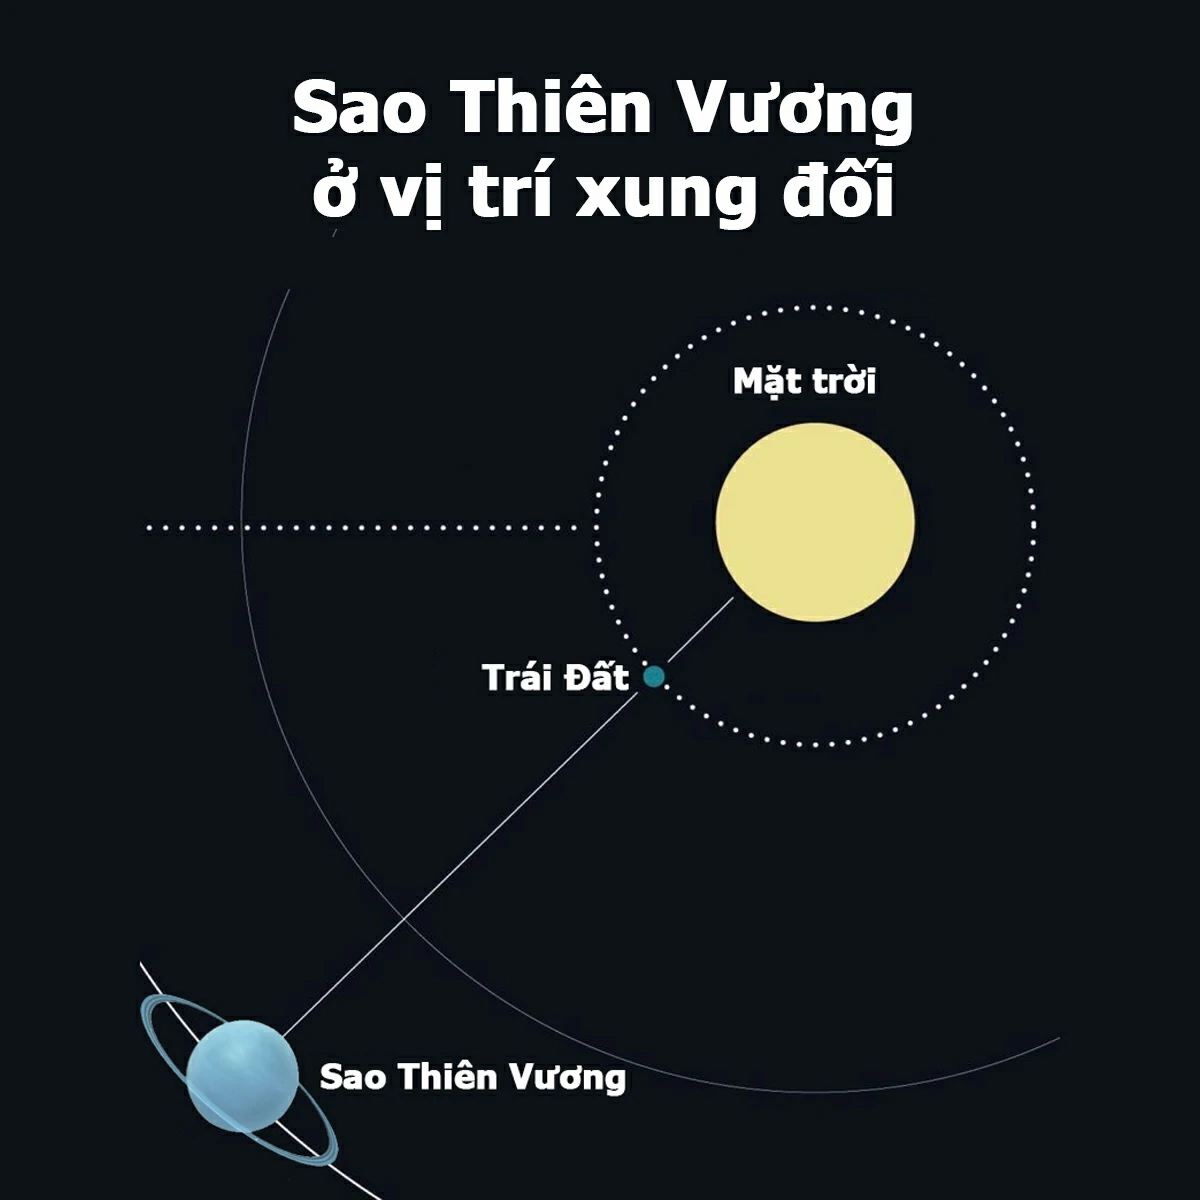 Sao Thiên Vương
ở vị trí xung đối
Mặt trời
Trái Đất
Sao Thiên Vương